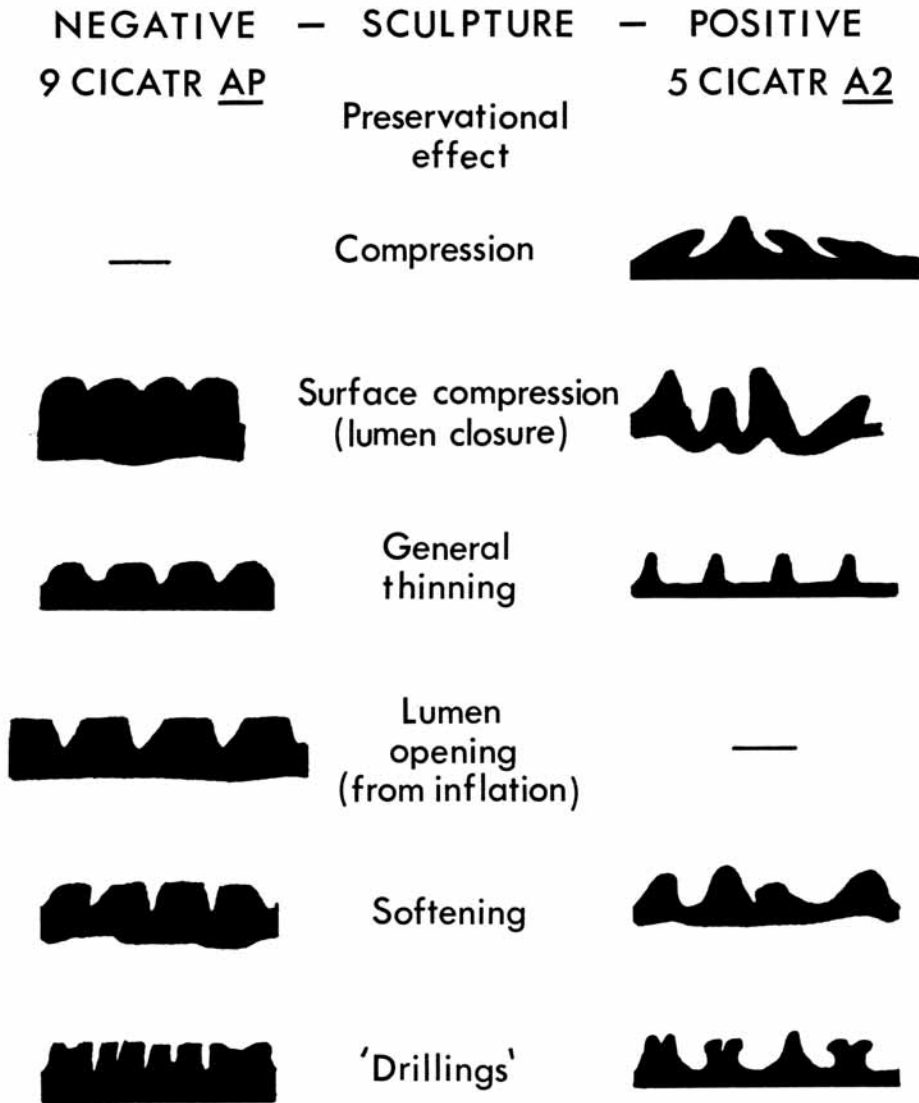 NEGATIVE – SCULPTURE – POSITIVE
9 CICATR AP 5 CICATR A2
Preservational
effect
Compression
Surface compression
(lumen closure)
General
thinning
Lumen
opening
(from inflation)
Softening
'Drillings'